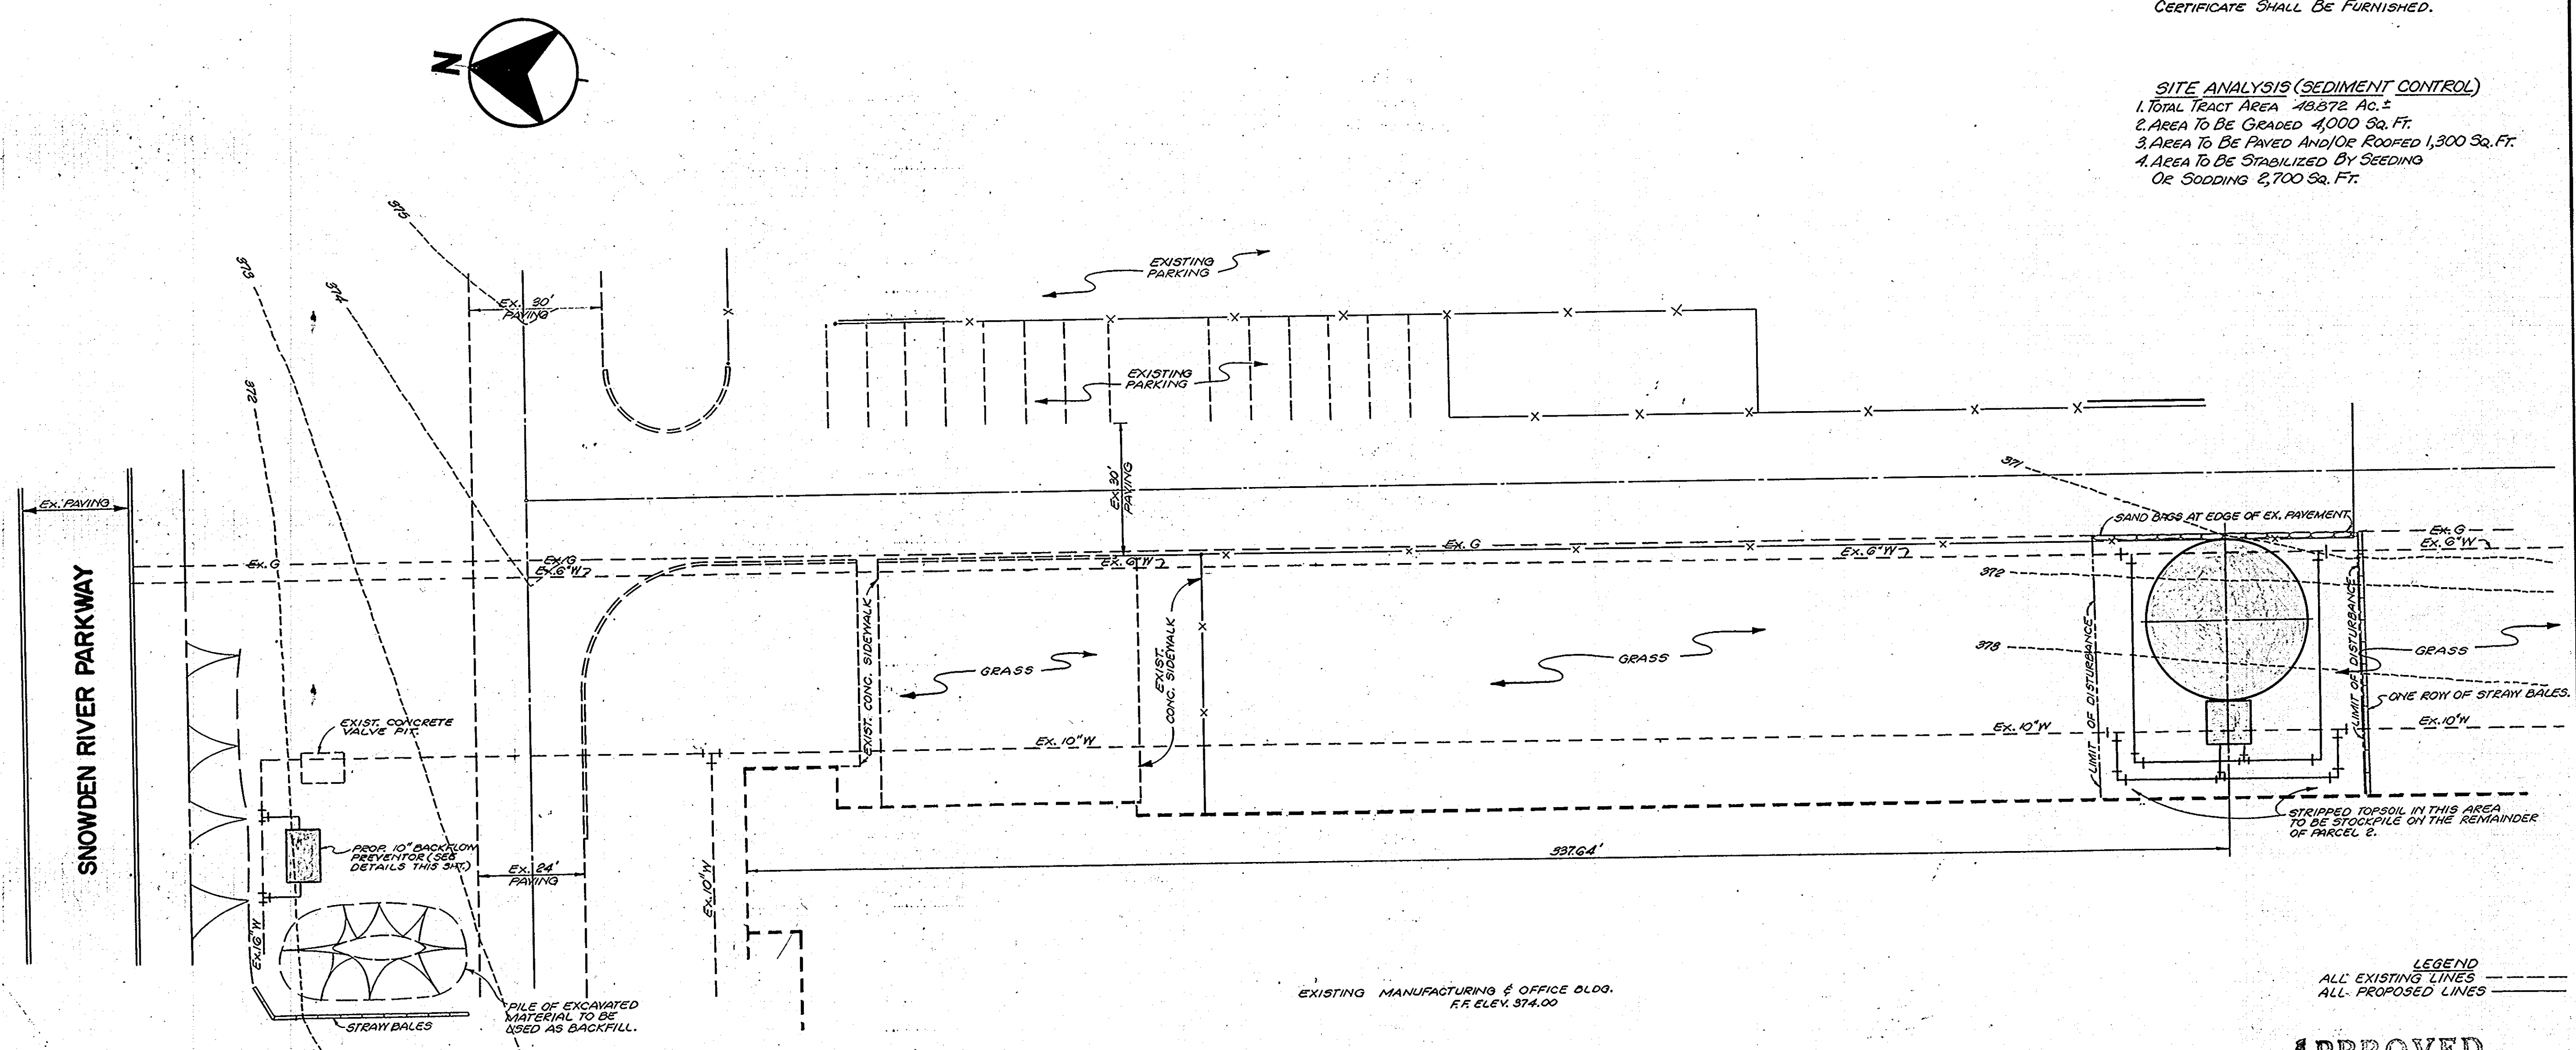 CERTIFICATE SHALL BE FURNISHED.
N
SITE ANALYSIS (SEDIMENT CONTROL)
1. TOTAL TRACT AREA 48.872 AC.±
2. AREA TO BE GRADED 4,000 SQ. FT.
3. AREA TO BE PAVED AND/OR ROOFED 1,300 SQ. FT.
4. AREA TO BE STABILIZED BY SEEDING
OR SODDING 2,700 SQ. FT.
375
373
374
372
EX. 30'
PAVING
EXISTING
PARKING
EXISTING
PARKING
EX. 30'
PAVING
371
EX. PAVING
SNOWDEN RIVER PARKWAY
SAND BAGS AT EDGE OF EX. PAVEMENT
EX. G
EX. G
EX. 6"W
EX. G
EX. 6"W
EX. 6"W
EX. G
EX. 6"W
372
373
EXIST. CONC. SIDEWALK
GRASS
EXIST.
CONC. SIDEWALK
GRASS
LIMIT OF DISTURBANCE
LIMIT OF DISTURBANCE
GRASS
ONE ROW OF STRAW BALES.
EXIST. CONCRETE
VALVE PIT.
EX. 10"W
EX. 10"W
EX. 10"W
STRIPPED TOPSOIL IN THIS AREA
TO BE STOCKPILE ON THE REMAINDER
OF PARCEL 2.
PROP. 10" BACKFLOW
PREVENTOR (SEE
DETAILS THIS SHT.)
EX. 24'
PAVING
EX. 10"W
337.64'
EX. 16"W
PILE OF EXCAVATED
MATERIAL TO BE
USED AS BACKFILL.
STRAW BALES
EXISTING MANUFACTURING & OFFICE BLDG.
F.F. ELEV. 374.00
LEGEND
ALL EXISTING LINES
ALL PROPOSED LINES
APPROVED